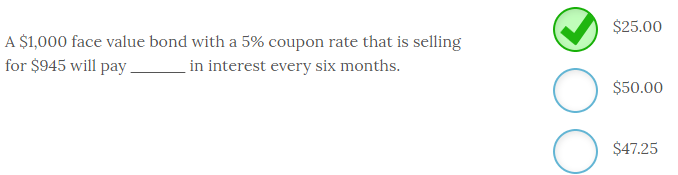 A $1,000 face value bond with a 5% coupon rate that is selling
for $945 will pay _______ in interest every six months.
$25.00
$50.00
$47.25